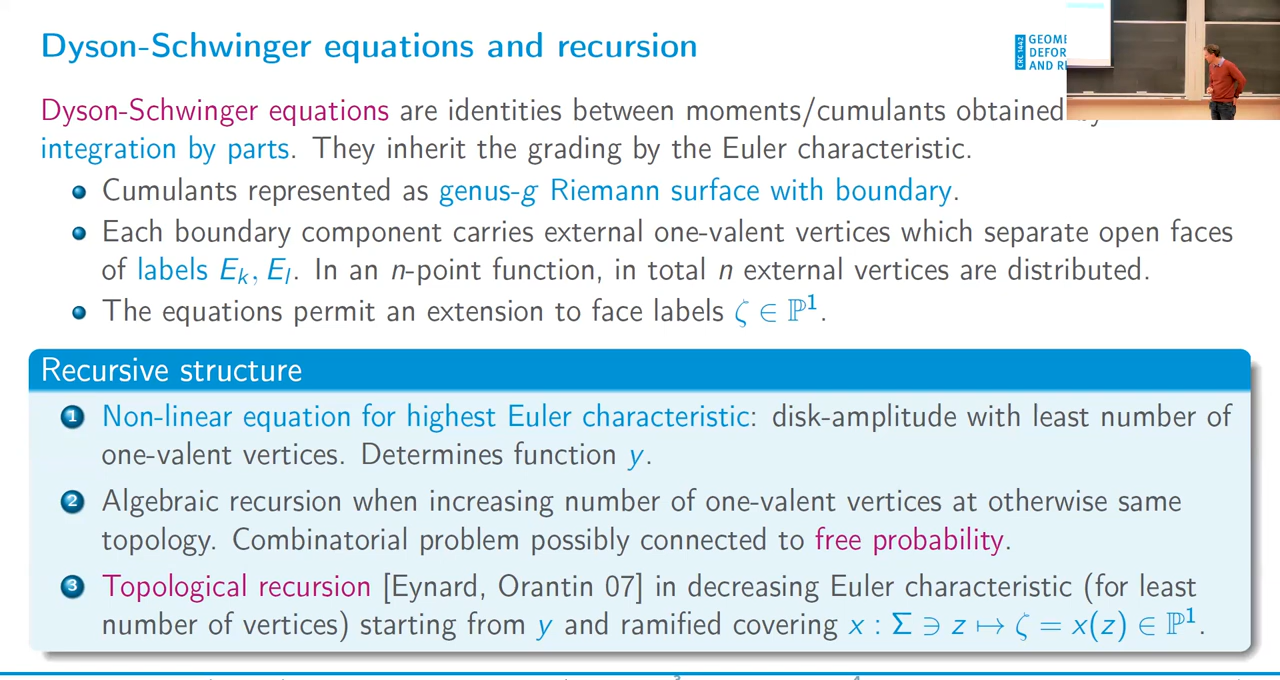 Dyson-Schwinger equations and recursion
CRC 1442
GEOME
DEFOR
AND RI
Dyson-Schwinger equations are identities between moments/cumulants obtained by
integration by parts. They inherit the grading by the Euler characteristic.
Cumulants represented as genus-g Riemann surface with boundary.
Each boundary component carries external one-valent vertices which separate open faces
of labels E_k, E_l. In an n-point function, in total n external vertices are distributed.
The equations permit an extension to face labels ζ ∈ ℙ¹.
Recursive structure
1 Non-linear equation for highest Euler characteristic: disk-amplitude with least number of
one-valent vertices. Determines function y.
2 Algebraic recursion when increasing number of one-valent vertices at otherwise same
topology. Combinatorial problem possibly connected to free probability.
3 Topological recursion [Eynard, Orantin 07] in decreasing Euler characteristic (for least
number of vertices) starting from y and ramified covering x : Σ ∋ z ↦ ζ = x(z) ∈ ℙ¹.